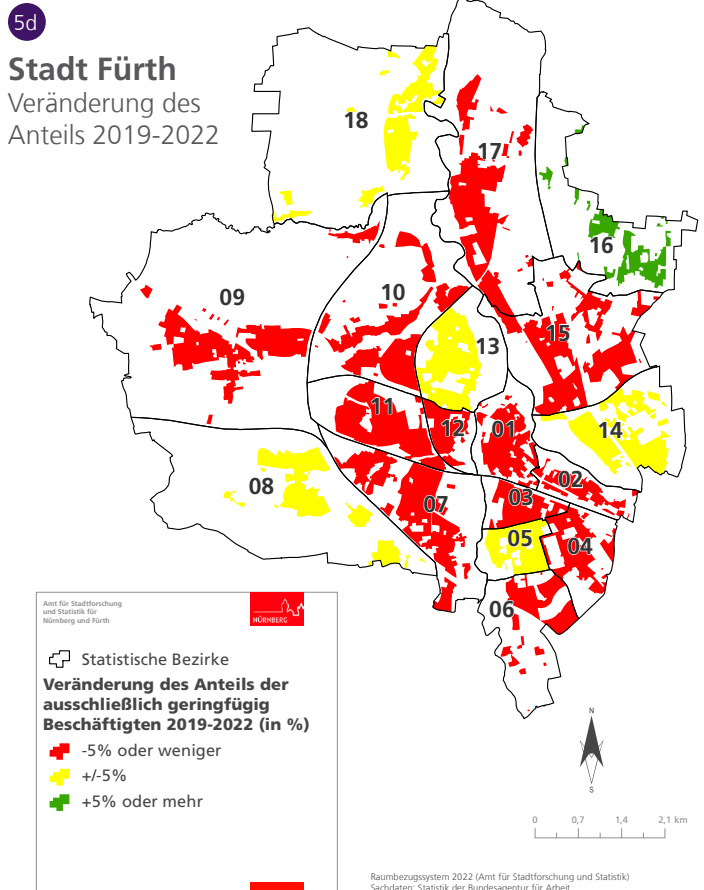 5d
Stadt Fürth
Veränderung des
Anteils 2019-2022
18
17
16
09
10
15
13
11
12
01
14
08
07
02
03
05
04
06
Amt für Stadtforschung
und Statistik für
Nürnberg und Fürth
NÜRNBERG
Statistische Bezirke
Veränderung des Anteils der
ausschließlich geringfügig
Beschäftigten 2019-2022 (in %)
-5% oder weniger
+/-5%
+5% oder mehr
N
S
0 0,7 1,4 2,1 km
Raumbezugssystem 2022 (Amt für Stadtforschung und Statistik)
Sachdaten: Statistik der Bundesagentur für Arbeit